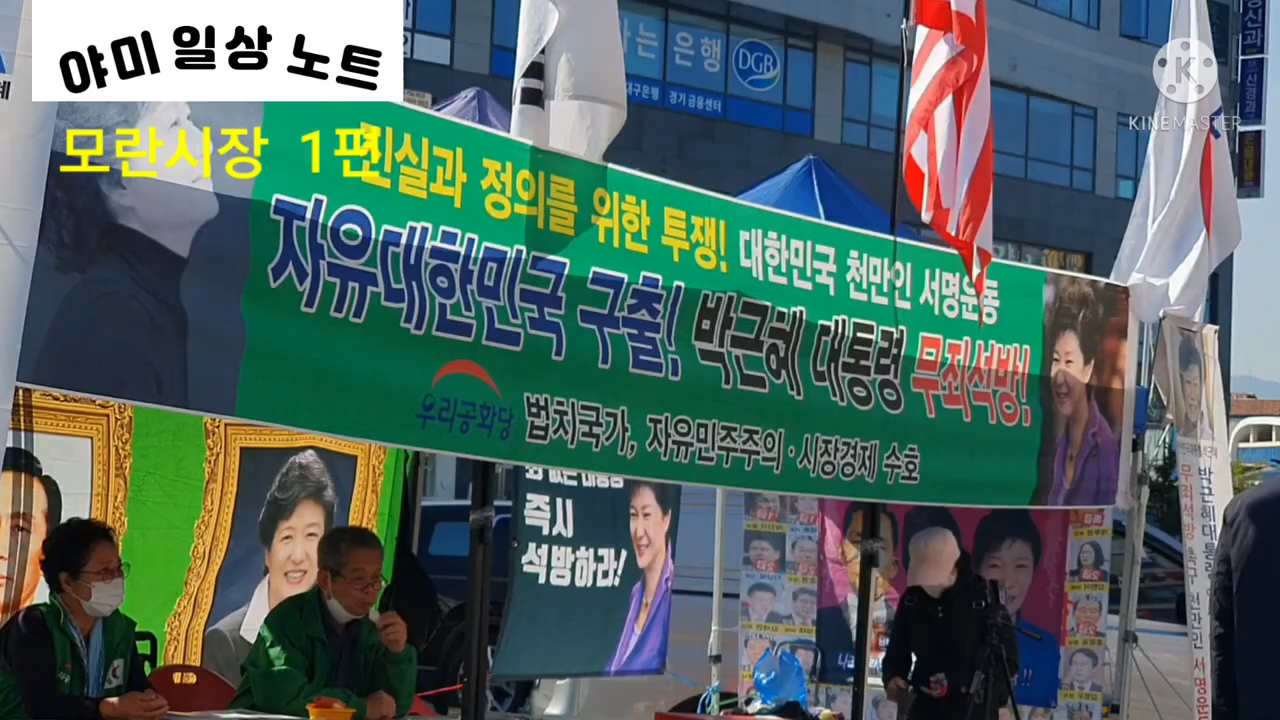 야미 일상 노트
모란시장 1편
KINEMASTER
는 은행 DGB
대구은행 경기 금융센터
진실과 정의를 위한 투쟁! 대한민국 천만인 서명운동
자유대한민국 구출! 박근혜 대통령 무죄석방!
우리공화당 법치국가, 자유민주주의·시장경제 수호
즉시
석방하라!
박근혜대통령
무죄석방 촉구 천만인 서명운